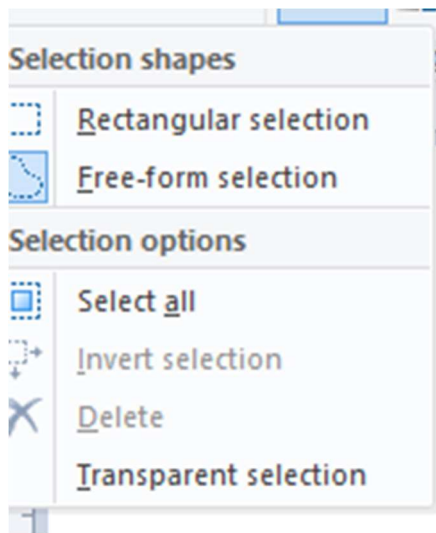 Selection shapes
Rectangular selection
Free-form selection
Selection options
Select all
Invert selection
Delete
Transparent selection